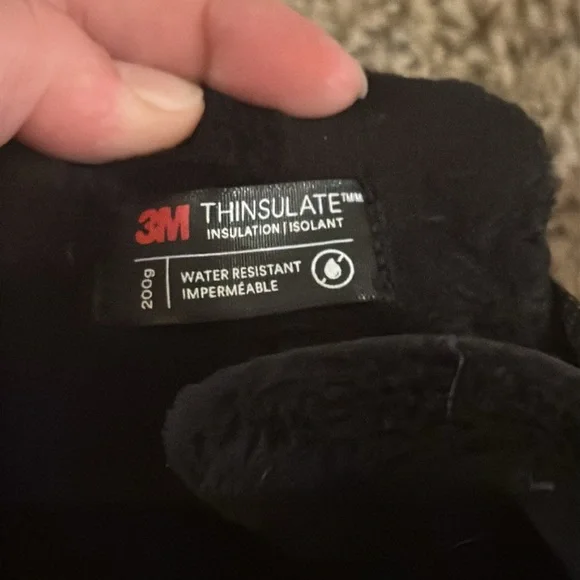 3M THINSULATE™
INSULATION | ISOLANT
200g
WATER RESISTANT
IMPERMÉABLE